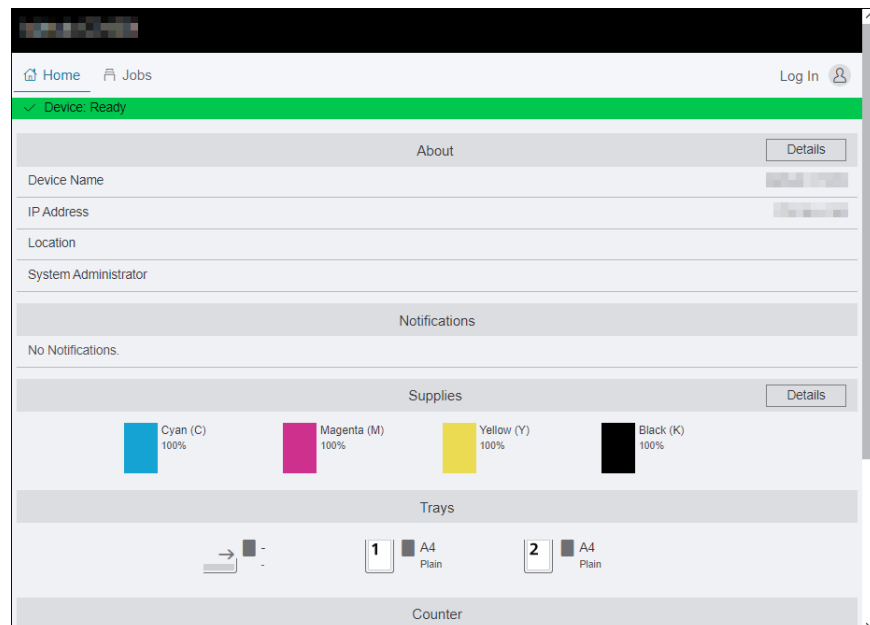 Home Jobs Log In
Device: Ready
About Details
Device Name
IP Address
Location
System Administrator
Notifications
No Notifications.
Supplies Details
Cyan (C) Magenta (M) Yellow (Y) Black (K)
100% 100% 100% 100%
Trays
- 1 A4 2 A4
- Plain Plain
Counter